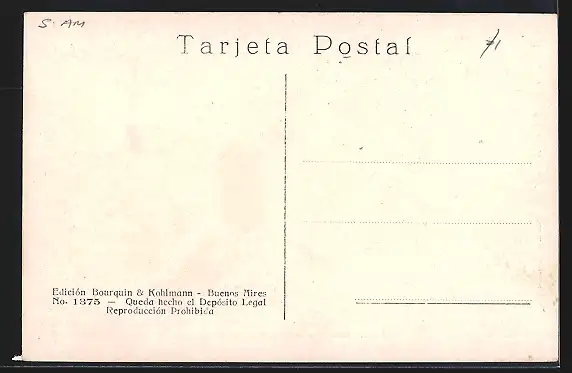 S. AM
Tarjeta Postal
Edición Bourquin & Kohlmann - Buenos Aires
No. 1375 — Queda hecho el Depósito Legal
Reproducción Prohibida